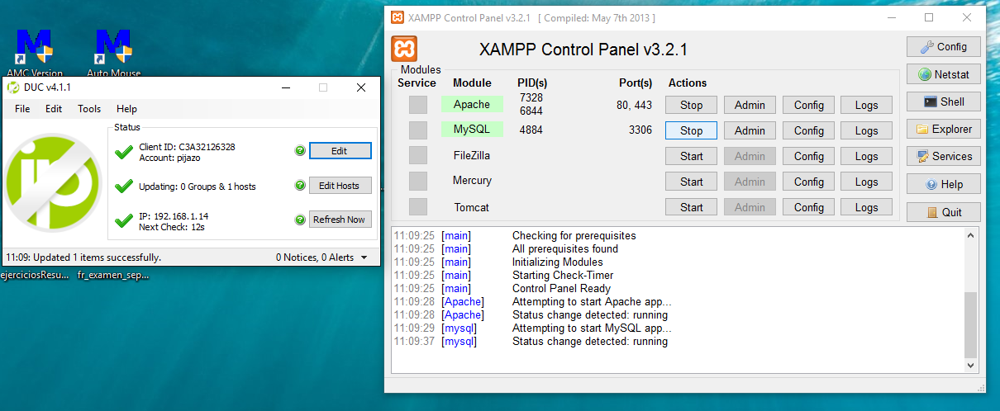 AMC Version
Auto Mouse
DUC v4.1.1
File Edit Tools Help
Status
Client ID: C3A32126328
Account: pijazo
Edit
Updating: 0 Groups & 1 hosts
Edit Hosts
IP: 192.168.1.14
Next Check: 12s
Refresh Now
11:09: Updated 1 items successfully.
0 Notices, 0 Alerts
ejerciciosResu...
fr_examen_sep...
XAMPP Control Panel v3.2.1 [ Compiled: May 7th 2013 ]
XAMPP Control Panel v3.2.1
Modules
Service Module PID(s) Port(s) Actions
Apache 7328 6844 80, 443 Stop Admin Config Logs
MySQL 4884 3306 Stop Admin Config Logs
FileZilla Start Admin Config Logs
Mercury Start Admin Config Logs
Tomcat Start Admin Config Logs
Config
Netstat
Shell
Explorer
Services
Help
Quit
11:09:25 [main] Checking for prerequisites
11:09:25 [main] All prerequisites found
11:09:25 [main] Initializing Modules
11:09:25 [main] Starting Check-Timer
11:09:25 [main] Control Panel Ready
11:09:28 [Apache] Attempting to start Apache app...
11:09:28 [Apache] Status change detected: running
11:09:29 [mysql] Attempting to start MySQL app...
11:09:37 [mysql] Status change detected: running